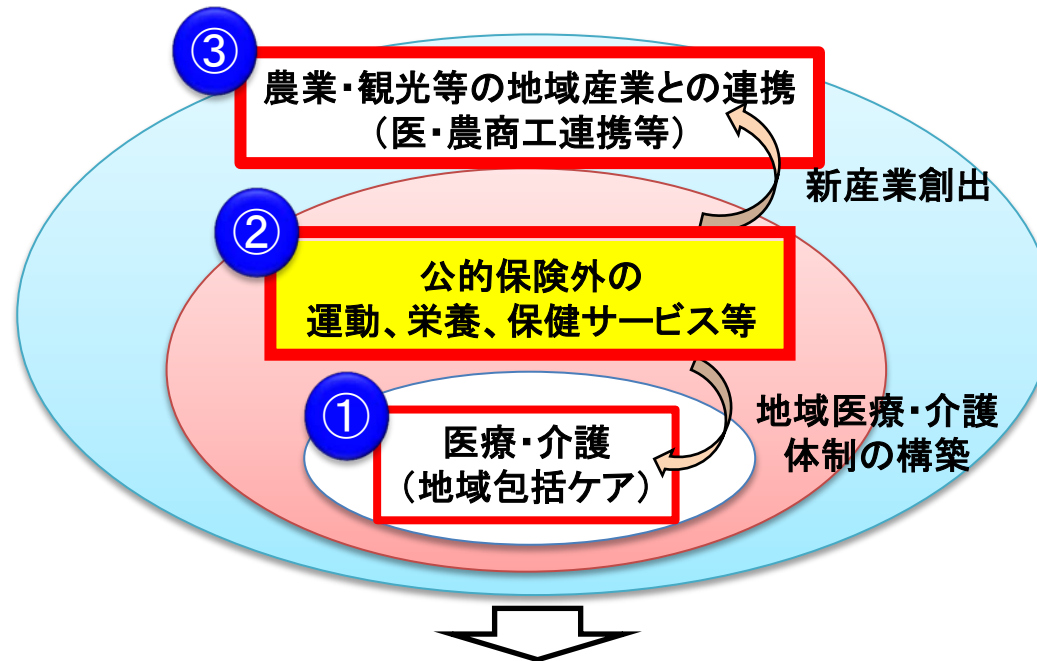 ③
農業・観光等の地域産業との連携
（医・農商工連携等）
新産業創出
②
公的保険外の
運動、栄養、保健サービス等
①
医療・介護
（地域包括ケア）
地域医療・介護
体制の構築